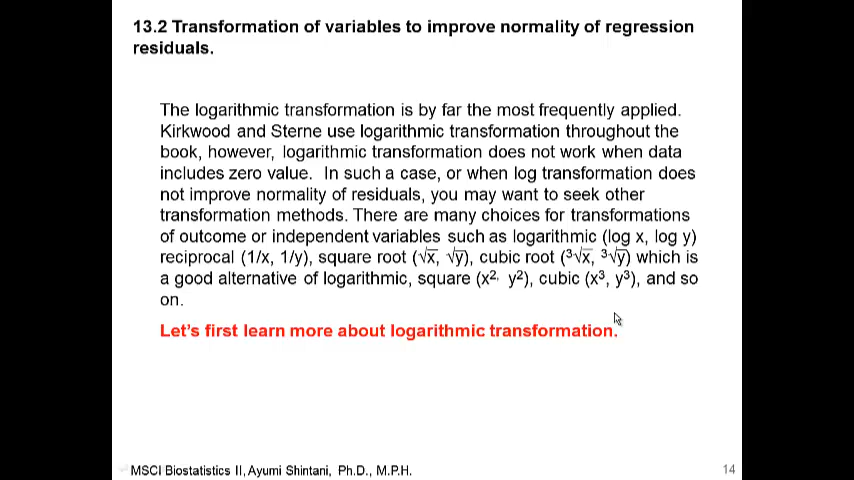 13.2 Transformation of variables to improve normality of regression
residuals.
The logarithmic transformation is by far the most frequently applied.
Kirkwood and Sterne use logarithmic transformation throughout the
book, however, logarithmic transformation does not work when data
includes zero value.  In such a case, or when log transformation does
not improve normality of residuals, you may want to seek other
transformation methods. There are many choices for transformations
of outcome or independent variables such as logarithmic (log x, log y)
reciprocal (1/x, 1/y), square root (√x, √y), cubic root (³√x, ³√y) which is
a good alternative of logarithmic, square (x², y²), cubic (x³, y³), and so
on.
Let's first learn more about logarithmic transformation.
MSCI Biostatistics II, Ayumi Shintani, Ph.D., M.P.H.
14